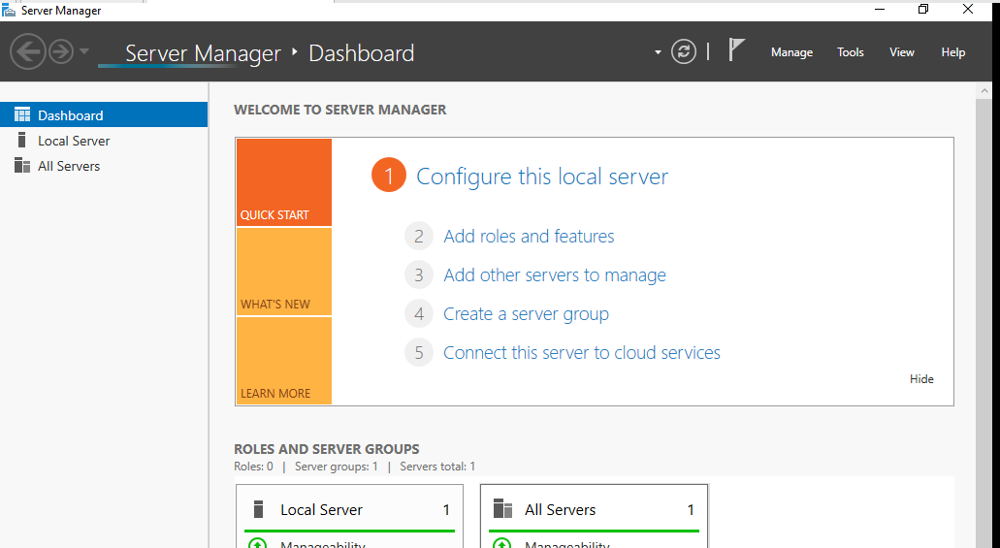 Server Manager
Server Manager ‣ Dashboard
Manage Tools View Help
Dashboard
Local Server
All Servers
WELCOME TO SERVER MANAGER
QUICK START
WHAT'S NEW
LEARN MORE
1 Configure this local server
2 Add roles and features
3 Add other servers to manage
4 Create a server group
5 Connect this server to cloud services
Hide
ROLES AND SERVER GROUPS
Roles: 0 | Server groups: 1 | Servers total: 1
Local Server 1
Manageability
All Servers 1
Manageability